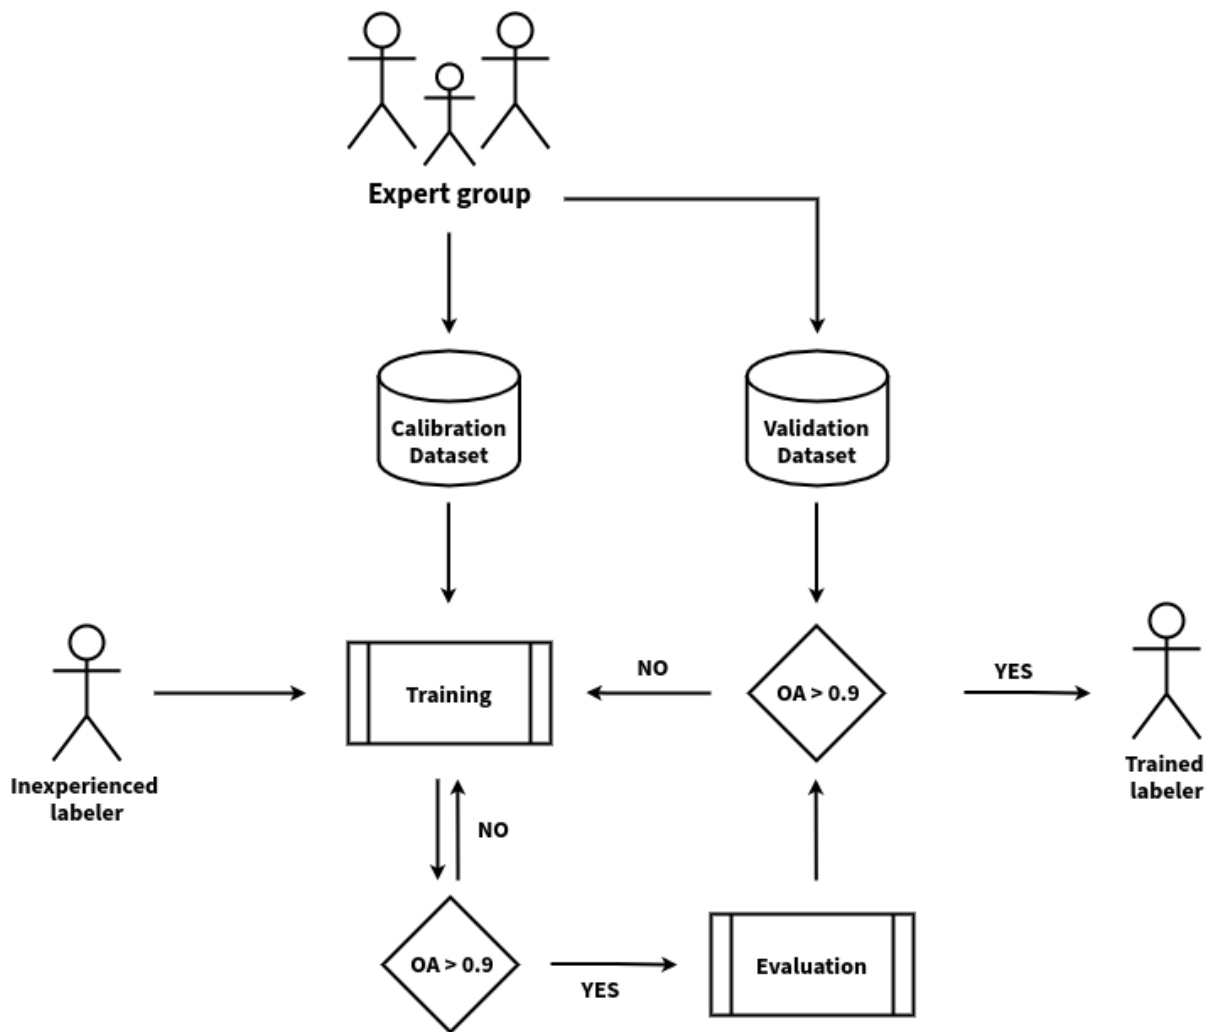 Expert group
Calibration
Dataset
Validation
Dataset
Inexperienced
labeler
Training
NO
OA > 0.9
YES
Trained
labeler
NO
OA > 0.9
YES
Evaluation